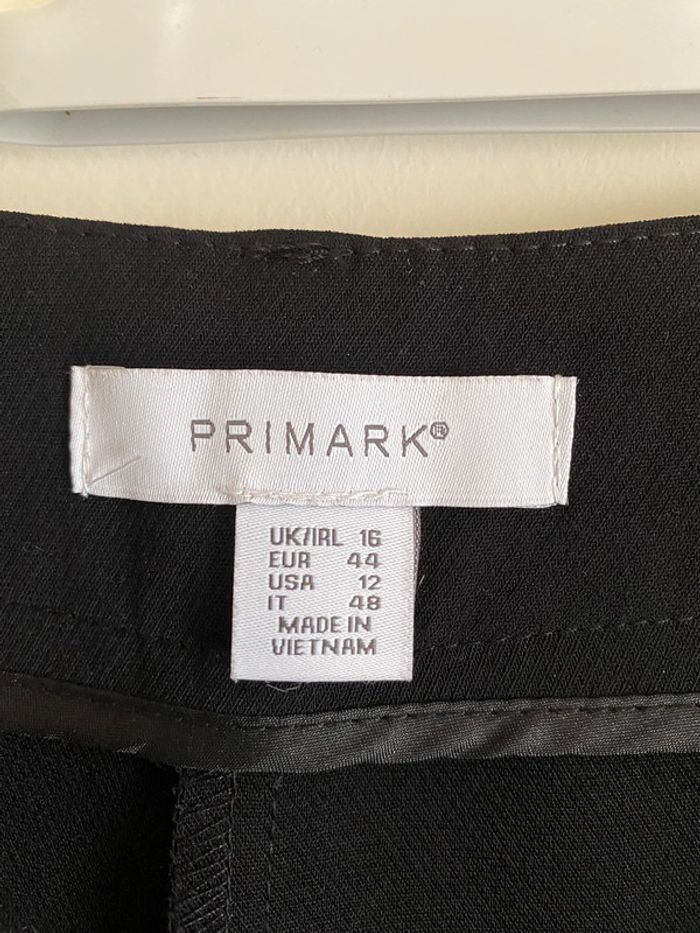 PRIMARK®
UK/IRL 16
EUR 44
USA 12
IT 48
MADE IN
VIETNAM